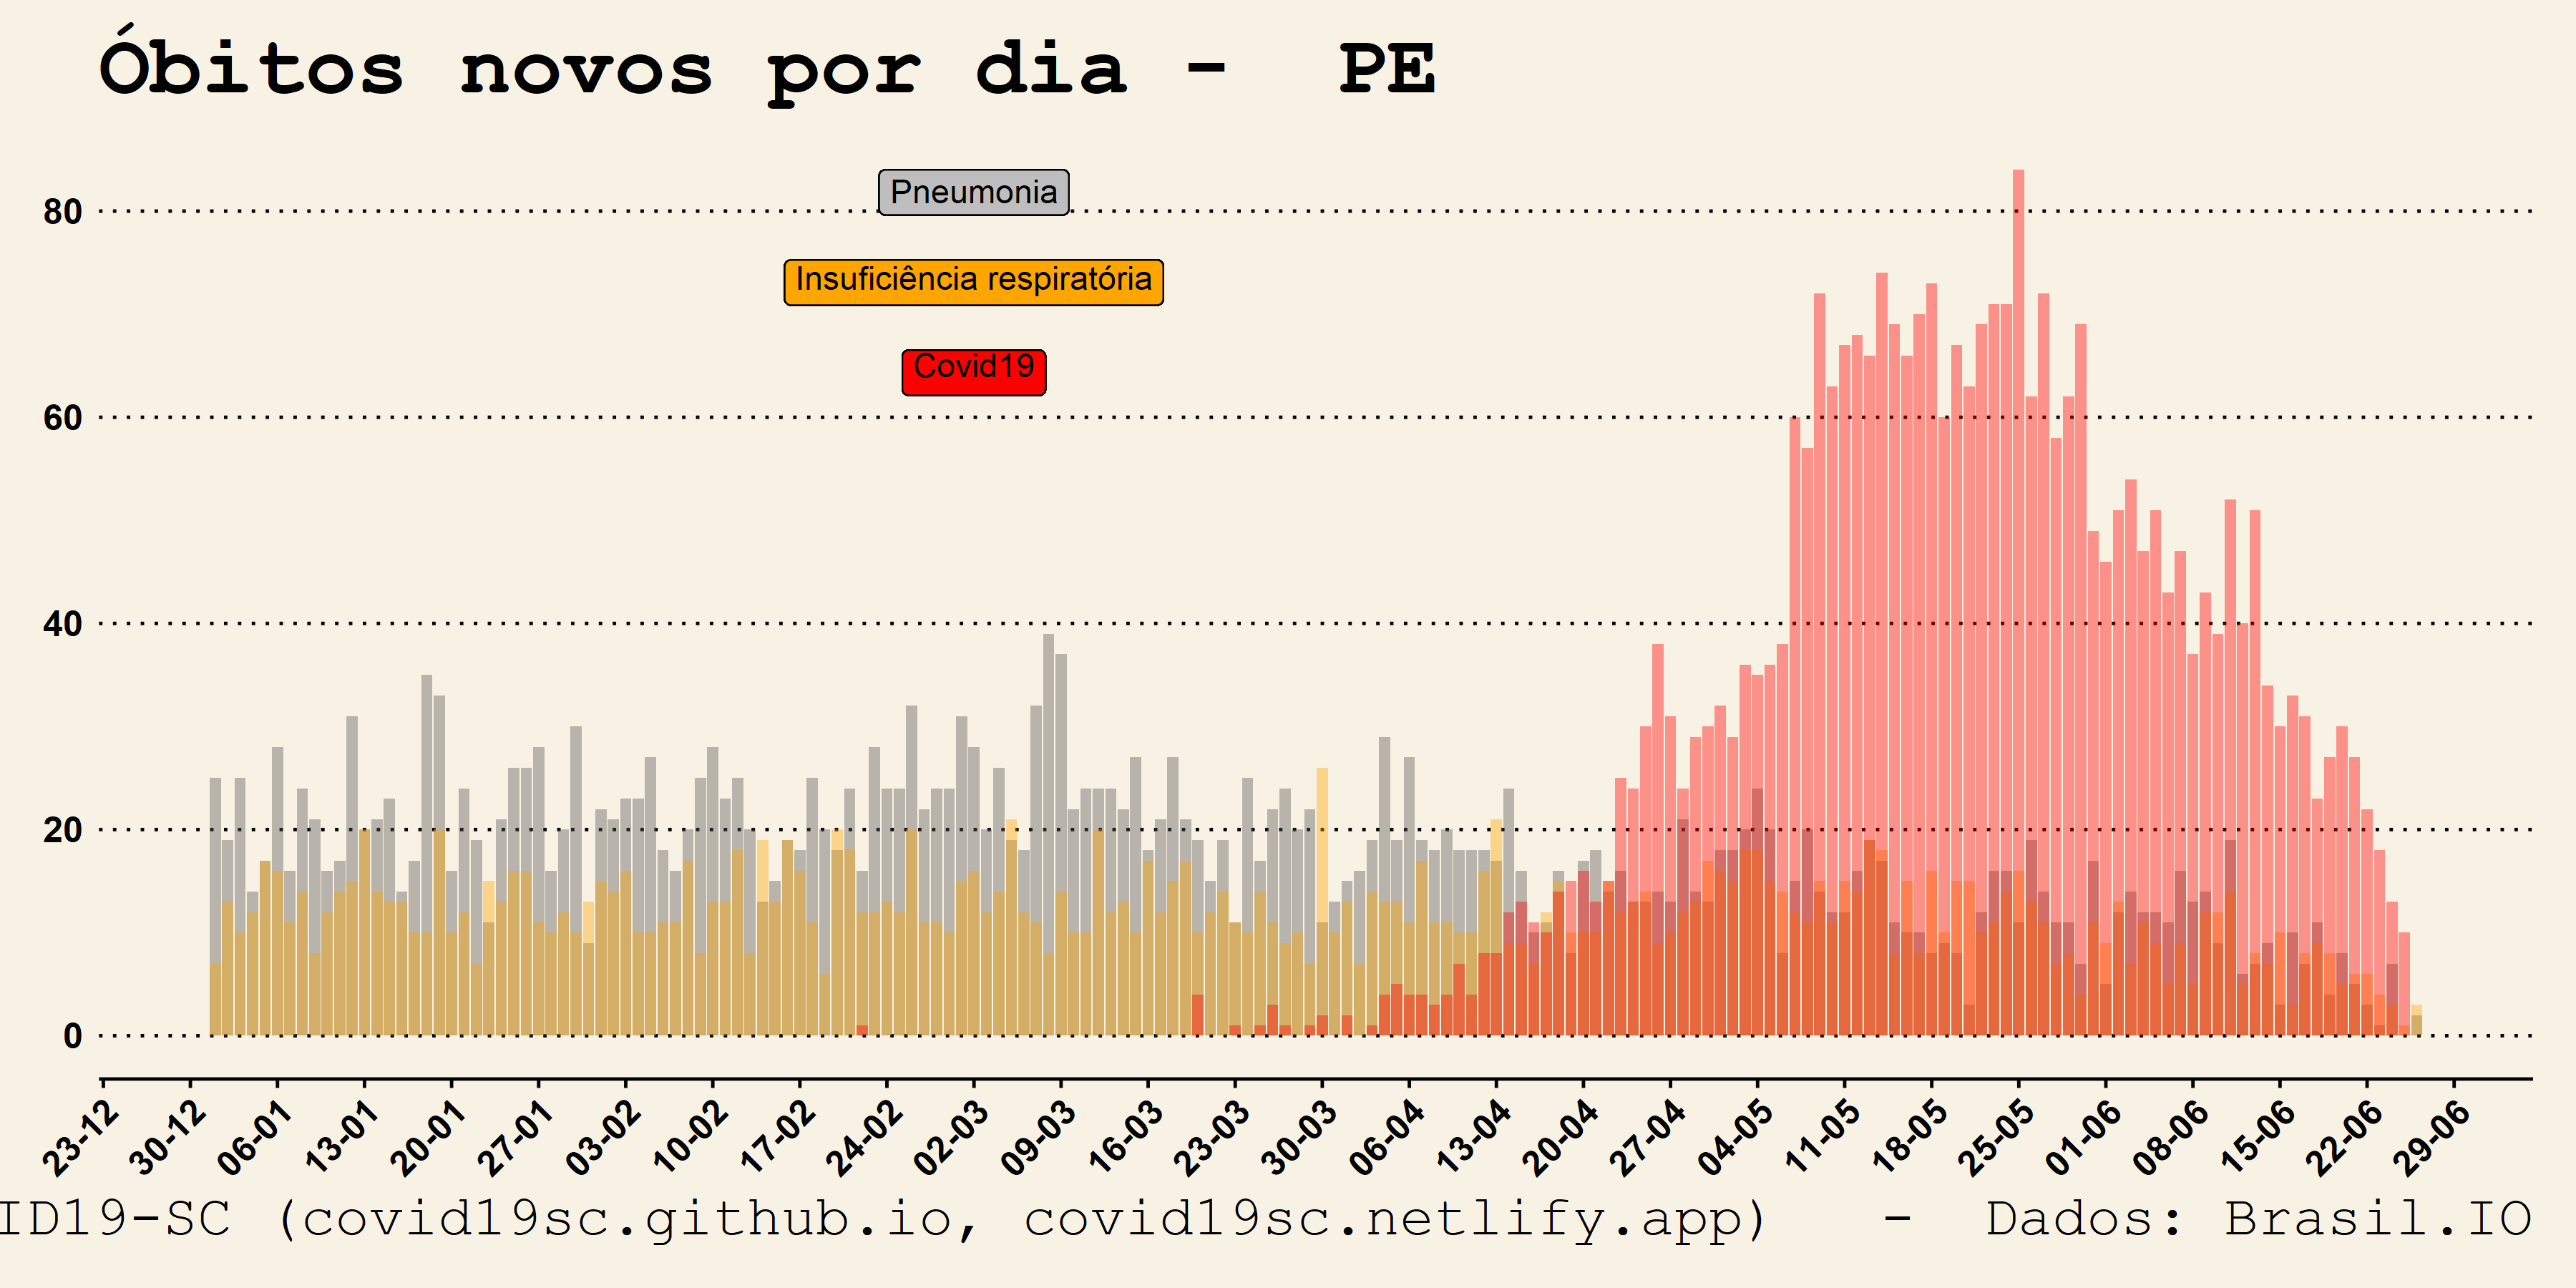 Óbitos novos por dia - PE
Pneumonia
Insuficiência respiratória
Covid19
80
60
40
20
0
23-12 30-12 06-01 13-01 20-01 27-01 03-02 10-02 17-02 24-02 02-03 09-03 16-03 23-03 30-03 06-04 13-04 20-04 27-04 04-05 11-05 18-05 25-05 01-06 08-06 15-06 22-06 29-06
ID19-SC (covid19sc.github.io, covid19sc.netlify.app) - Dados: Brasil.IO